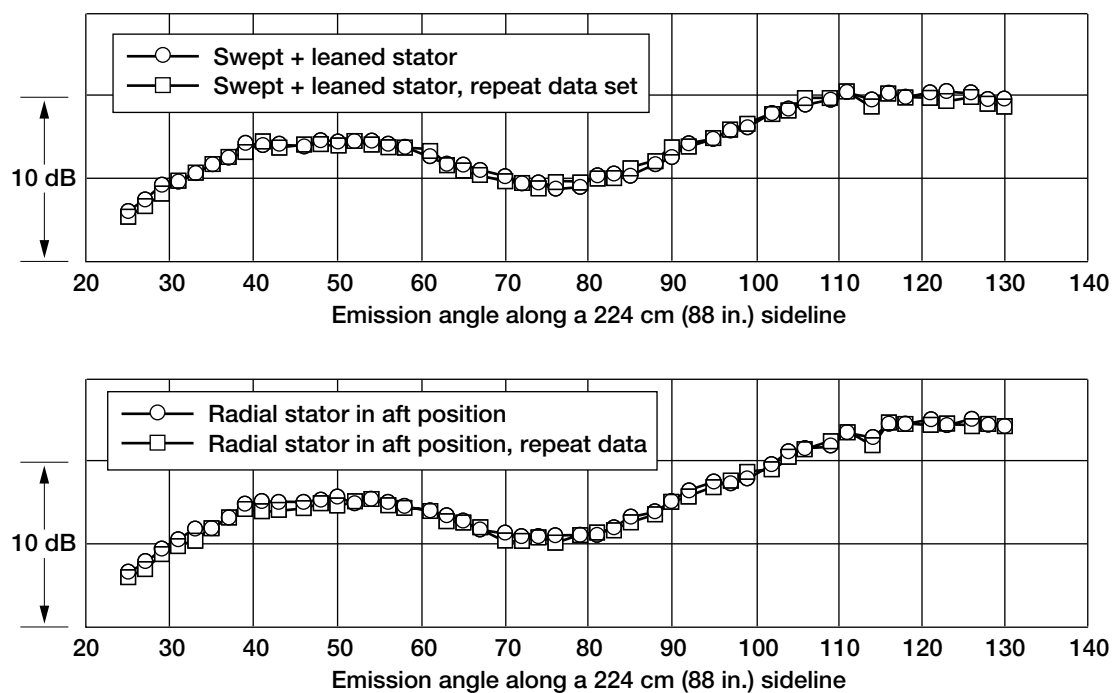 Swept + leaned stator
Swept + leaned stator, repeat data set
10 dB
20 30 40 50 60 70 80 90 100 110 120 130 140
Emission angle along a 224 cm (88 in.) sideline
Radial stator in aft position
Radial stator in aft position, repeat data
10 dB
20 30 40 50 60 70 80 90 100 110 120 130 140
Emission angle along a 224 cm (88 in.) sideline